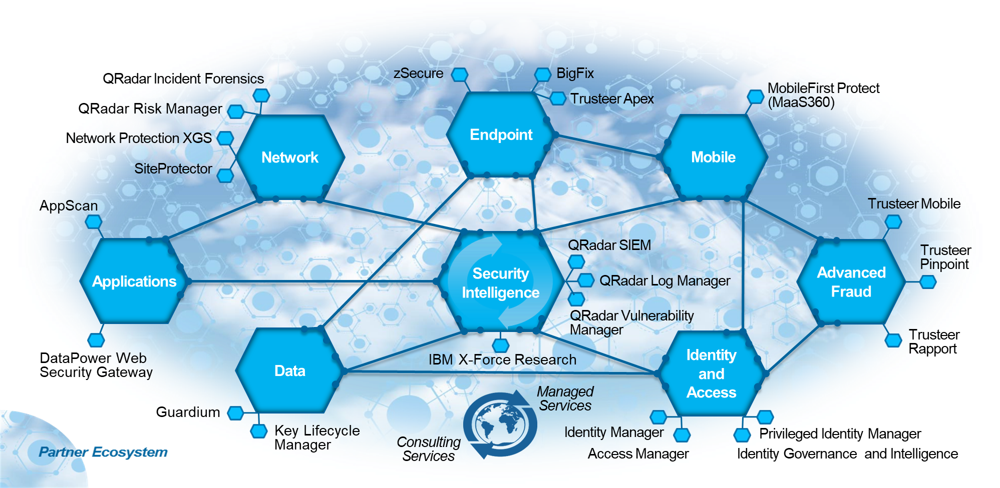 QRadar Incident Forensics
QRadar Risk Manager
Network Protection XGS
SiteProtector
Network
zSecure
BigFix
Trusteer Apex
Endpoint
MobileFirst Protect
(MaaS360)
Mobile
AppScan
Applications
DataPower Web
Security Gateway
Security
Intelligence
QRadar SIEM
QRadar Log Manager
QRadar Vulnerability
Manager
IBM X-Force Research
Trusteer Mobile
Trusteer
Pinpoint
Advanced
Fraud
Trusteer
Rapport
Data
Guardium
Key Lifecycle
Manager
Identity
and
Access
Identity Manager
Access Manager
Privileged Identity Manager
Identity Governance and Intelligence
Managed
Services
Consulting
Services
Partner Ecosystem